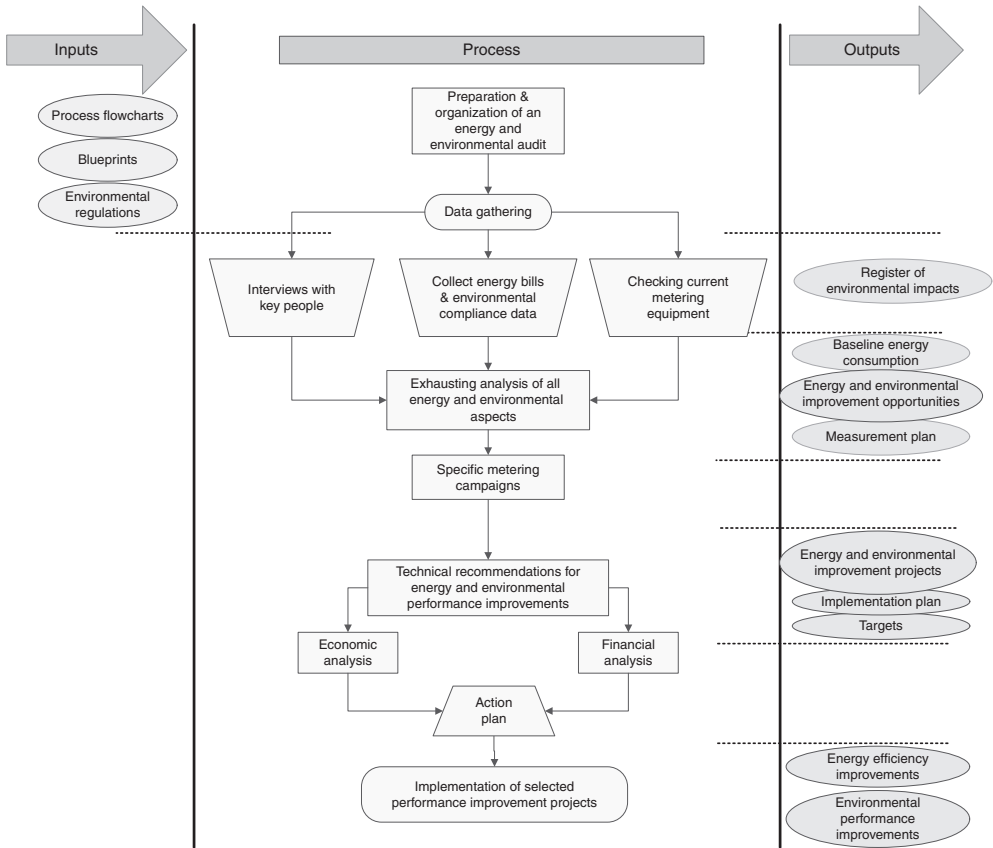 Inputs
Process
Outputs
Process flowcharts
Blueprints
Environmental
regulations
Preparation &
organization of an
energy and
environmental audit
Data gathering
Interviews with
key people
Collect energy bills
& environmental
compliance data
Checking current
metering
equipment
Register of
environmental impacts
Baseline energy
consumption
Energy and environmental
improvement opportunities
Measurement plan
Exhausting analysis of all
energy and environmental
aspects
Specific metering
campaigns
Technical recommendations for
energy and environmental
performance improvements
Energy and environmental
improvement projects
Implementation plan
Targets
Economic
analysis
Financial
analysis
Action
plan
Implementation of selected
performance improvement projects
Energy efficiency
improvements
Environmental
performance
improvements